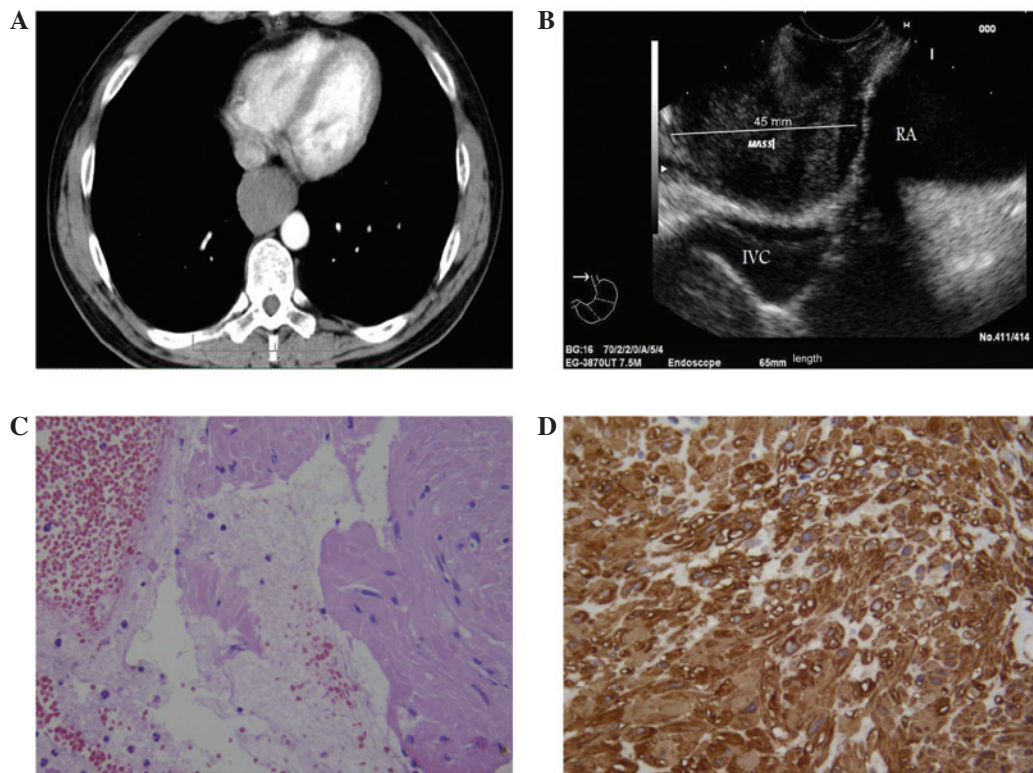 A
B
H
000
45 mm
MASS
RA
IVC
No.411/414
BG:16 70/2/2/0/A/5/4
EG-3870UT 7.5M Endoscope 65mm length
C
D